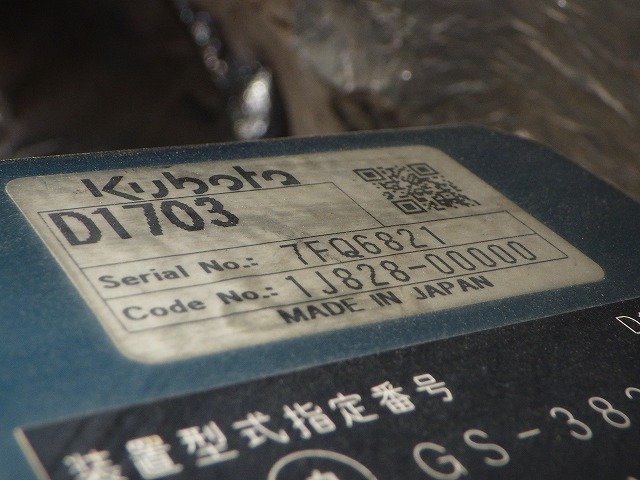 Kubota
D1703
Serial No.: 7FQ6821
Code No.: 1J828-00000
MADE IN JAPAN
装置型式指定番号
GS-383